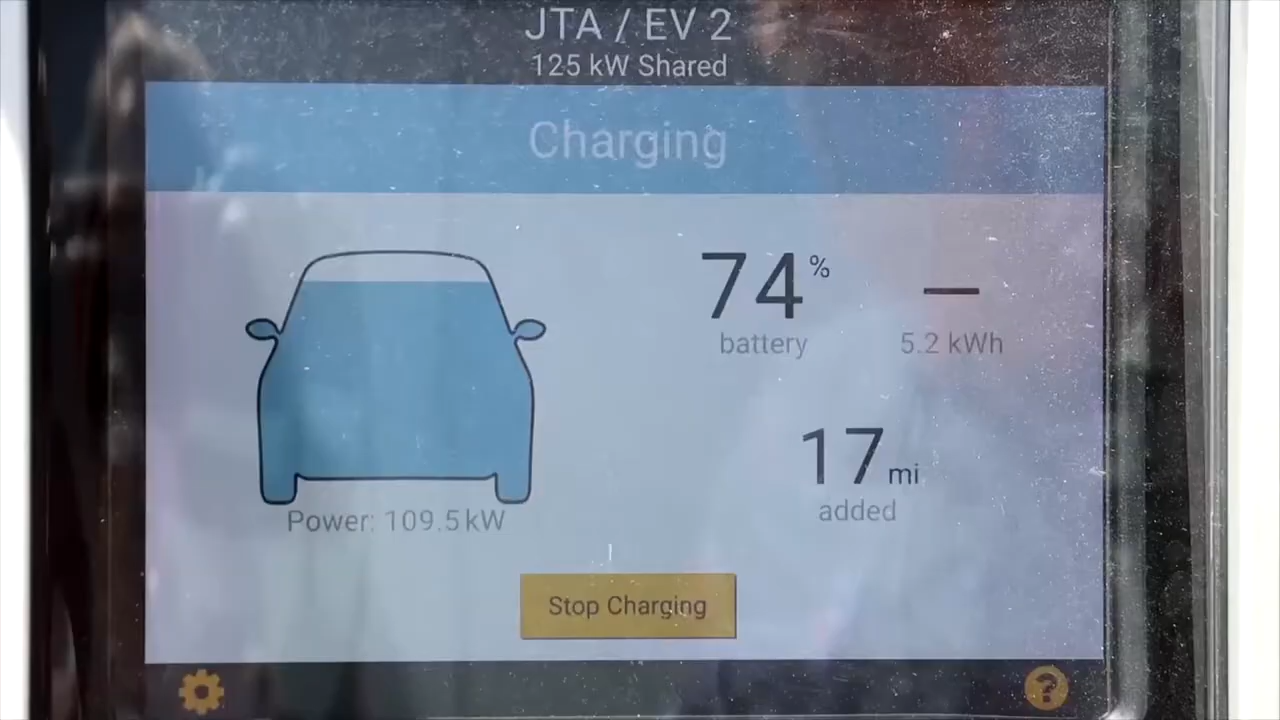 JTA / EV 2
125 kW Shared
Charging
74%
battery
—
5.2 kWh
17 mi
added
Power: 109.5 kW
Stop Charging
?